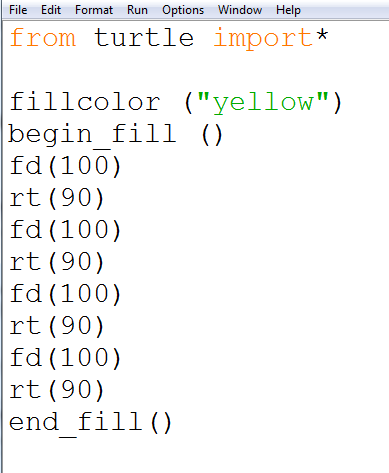 File Edit Format Run Options Window Help
from turtle import*
fillcolor ("yellow")
begin_fill ()
fd(100)
rt(90)
fd(100)
rt(90)
fd(100)
rt(90)
fd(100)
rt(90)
end_fill()